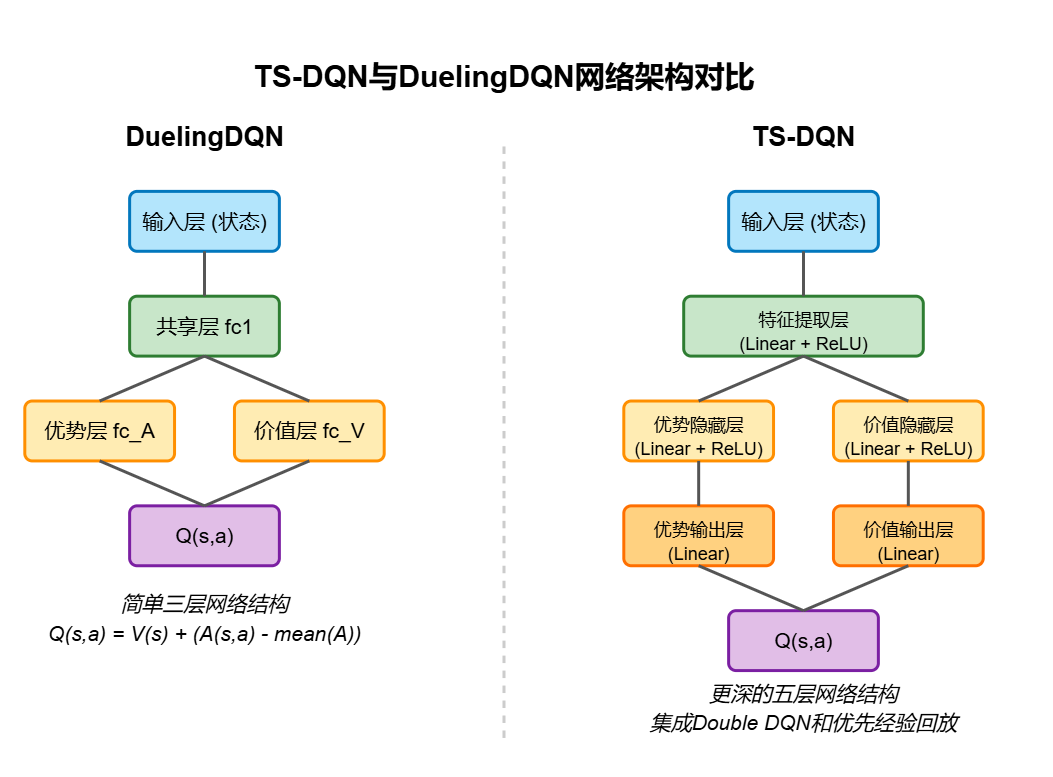 TS-DQN与DuelingDQN网络架构对比
DuelingDQN
输入层 (状态)
共享层 fc1
优势层 fc_A
价值层 fc_V
Q(s,a)
简单三层网络结构
Q(s,a) = V(s) + (A(s,a) - mean(A))
TS-DQN
输入层 (状态)
特征提取层
(Linear + ReLU)
优势隐藏层
(Linear + ReLU)
价值隐藏层
(Linear + ReLU)
优势输出层
(Linear)
价值输出层
(Linear)
Q(s,a)
更深的五层网络结构
集成Double DQN和优先经验回放